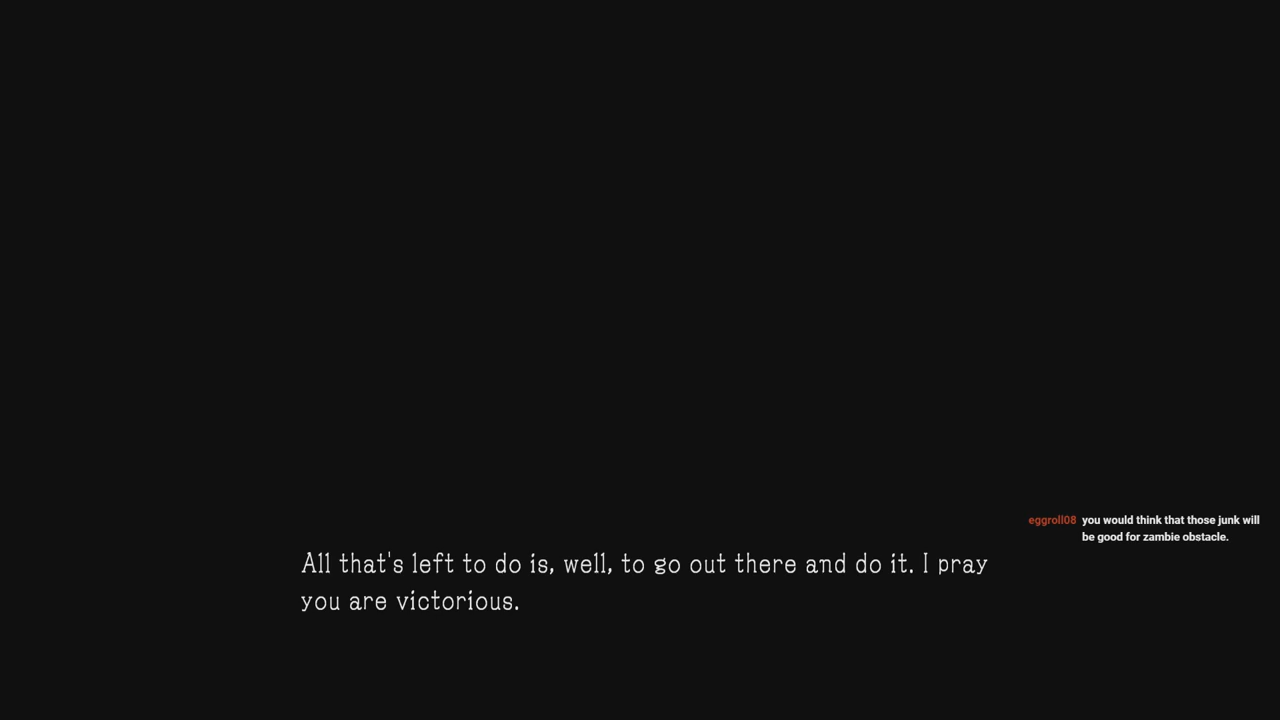 eggroll08 you would think that those junk will
be good for zambie obstacle.
All that's left to do is, well, to go out there and do it. I pray
you are victorious.